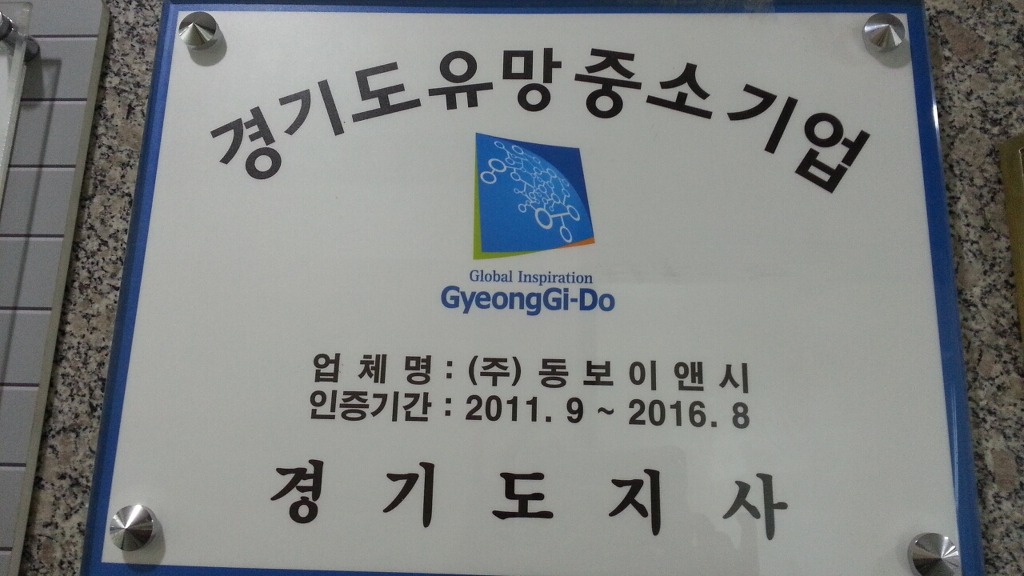 경기도유망중소기업
Global Inspiration
GyeongGi-Do
업 체 명 : (주) 동 보 이 앤 시
인증기간 : 2011. 9 ~ 2016. 8
경 기 도 지 사